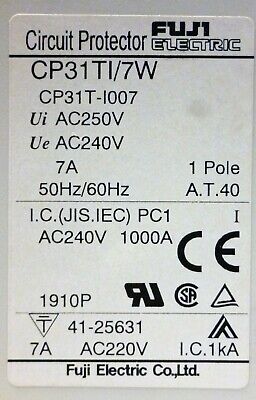 Circuit Protector FUJI ELECTRIC
CP31TI/7W
CP31T-I007
Ui AC250V
Ue AC240V
7A 1 Pole
50Hz/60Hz A.T.40
I.C.(JIS.IEC) PC1 I
AC240V 1000A CE
1910P
T 41-25631
7A AC220V I.C.1kA
Fuji Electric Co.,Ltd.